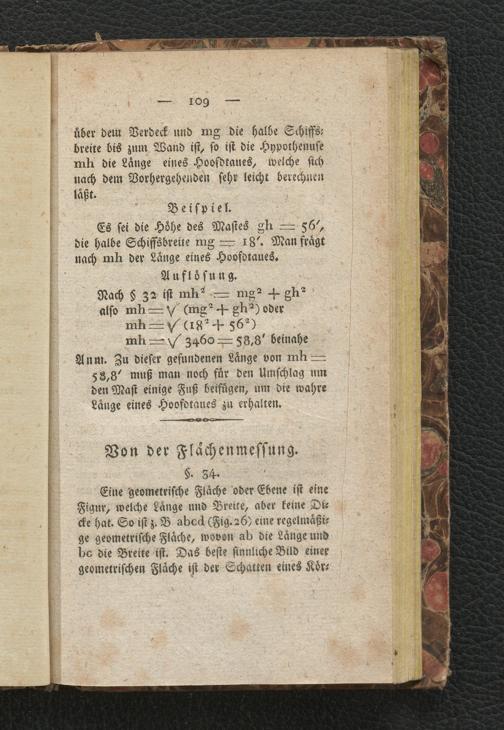 — 109 —
über dem Verdeck und mg die halbe Schiffs-
breite bis zum Wand ist, so ist die Hypothenuse
mh die Länge eines Hoofdtaues, welche sich
nach dem Vorhergehenden sehr leicht berechnen
läßt.
Beispiel.
Es sei die Höhe des Mastes gh = 56′,
die halbe Schiffsbreite mg = 18′. Man frägt
nach mh der Länge eines Hoofdtaues.
Auflösung.
Nach § 32 ist mh² = mg² + gh²
also mh = √ (mg² + gh²) oder
mh = √ (18² + 56²)
mh = √ 3460 = 58,8′ beinahe
Anm. Zu dieser gefundenen Länge von mh =
58,8′ muß man noch für den Umschlag um
den Mast einige Fuß beifügen, um die wahre
Länge eines Hoofdtaues zu erhalten.
Von der Flächenmessung.
§. 34.
Eine geometrische Fläche oder Ebene ist eine
Figur, welche Länge und Breite, aber keine Di-
cke hat. So ist z. B abcd (Fig. 26) eine regelmäßi-
ge geometrische Fläche, wovon ab die Länge und
bc die Breite ist. Das beste sinnliche Bild einer
geometrischen Fläche ist der Schatten eines Kör-